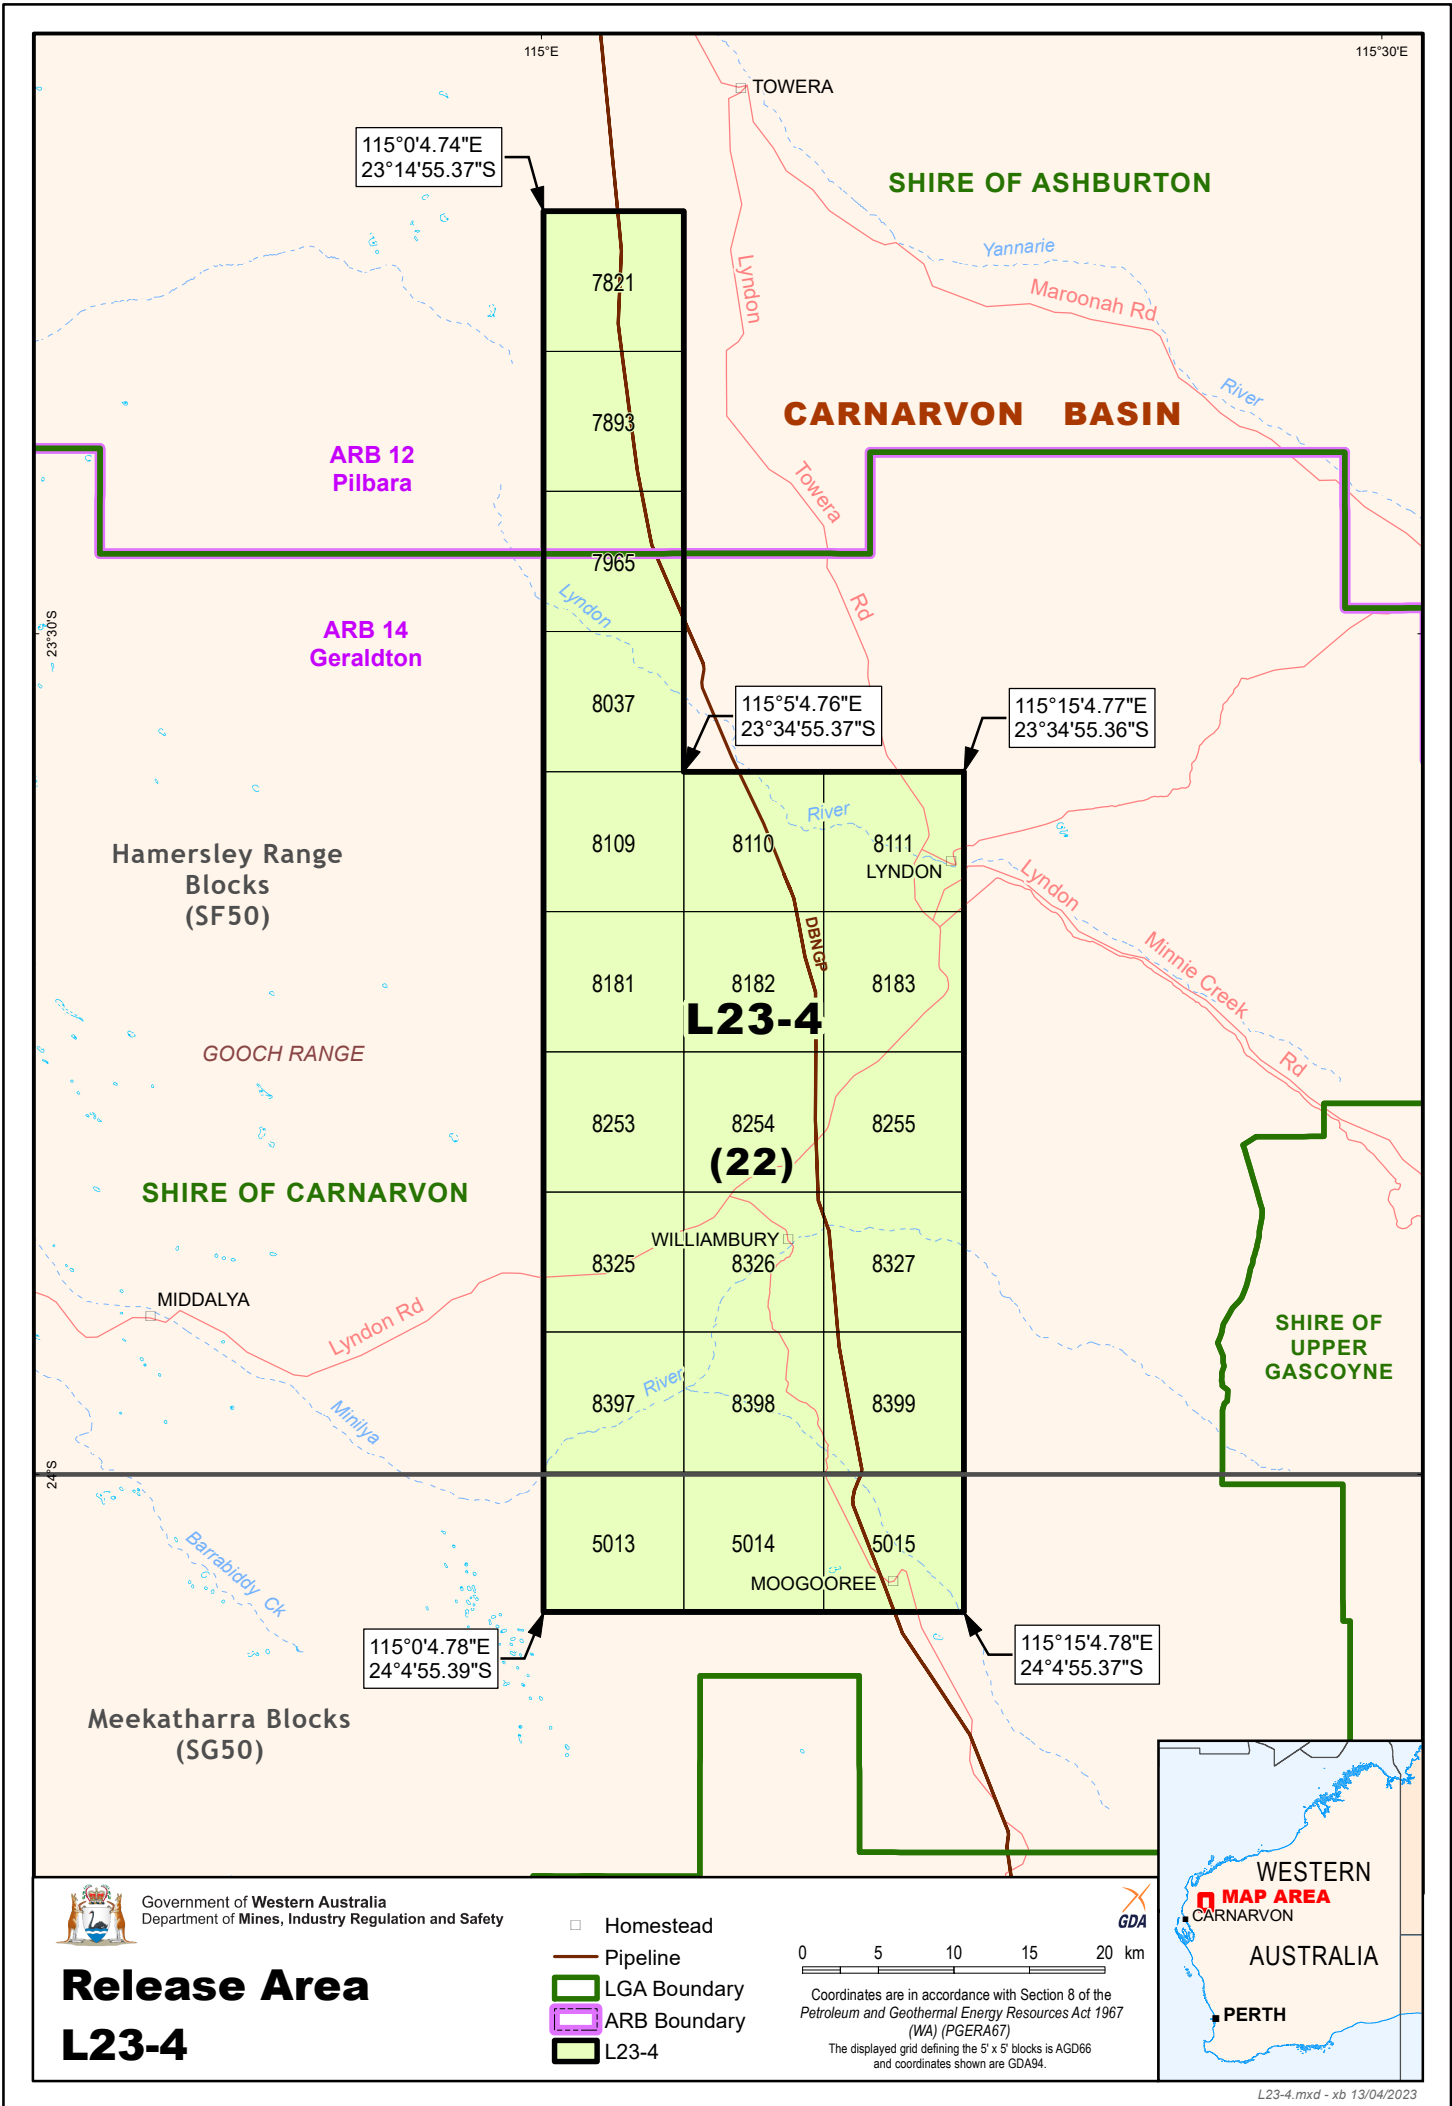 115°E
115°30'E
TOWERA
115°0'4.74"E
23°14'55.37"S
SHIRE OF ASHBURTON
Yannarie
Lyndon
Maroonah Rd
7821
River
CARNARVON BASIN
7893
ARB 12
Pilbara
Towera
7965
Lyndon
Rd
23°30'S
ARB 14
Geraldton
8037
115°5'4.76"E
23°34'55.37"S
115°15'4.77"E
23°34'55.36"S
River
8109
8110
8111
LYNDON
Hamersley Range
Blocks
(SF50)
Lyndon
Minnie Creek
Rd
DBNGP
8181
8182
8183
L23-4
GOOCH RANGE
8253
8254
8255
(22)
SHIRE OF CARNARVON
WILLIAMBURY
8325
8326
8327
MIDDALYA
Lyndon Rd
SHIRE OF
UPPER
GASCOYNE
River
8397
8398
8399
Minilya
24°S
Barrabiddy Ck
5013
5014
5015
MOOGOOREE
115°0'4.78"E
24°4'55.39"S
115°15'4.78"E
24°4'55.37"S
Meekatharra Blocks
(SG50)
Government of Western Australia
Department of Mines, Industry Regulation and Safety
Release Area
L23-4
Homestead
Pipeline
LGA Boundary
ARB Boundary
L23-4
GDA
0 5 10 15 20 km
Coordinates are in accordance with Section 8 of the
Petroleum and Geothermal Energy Resources Act 1967
(WA) (PGERA67)
The displayed grid defining the 5' x 5' blocks is AGD66
and coordinates shown are GDA94.
WESTERN
MAP AREA
CARNARVON
AUSTRALIA
PERTH
L23-4.mxd - xb 13/04/2023